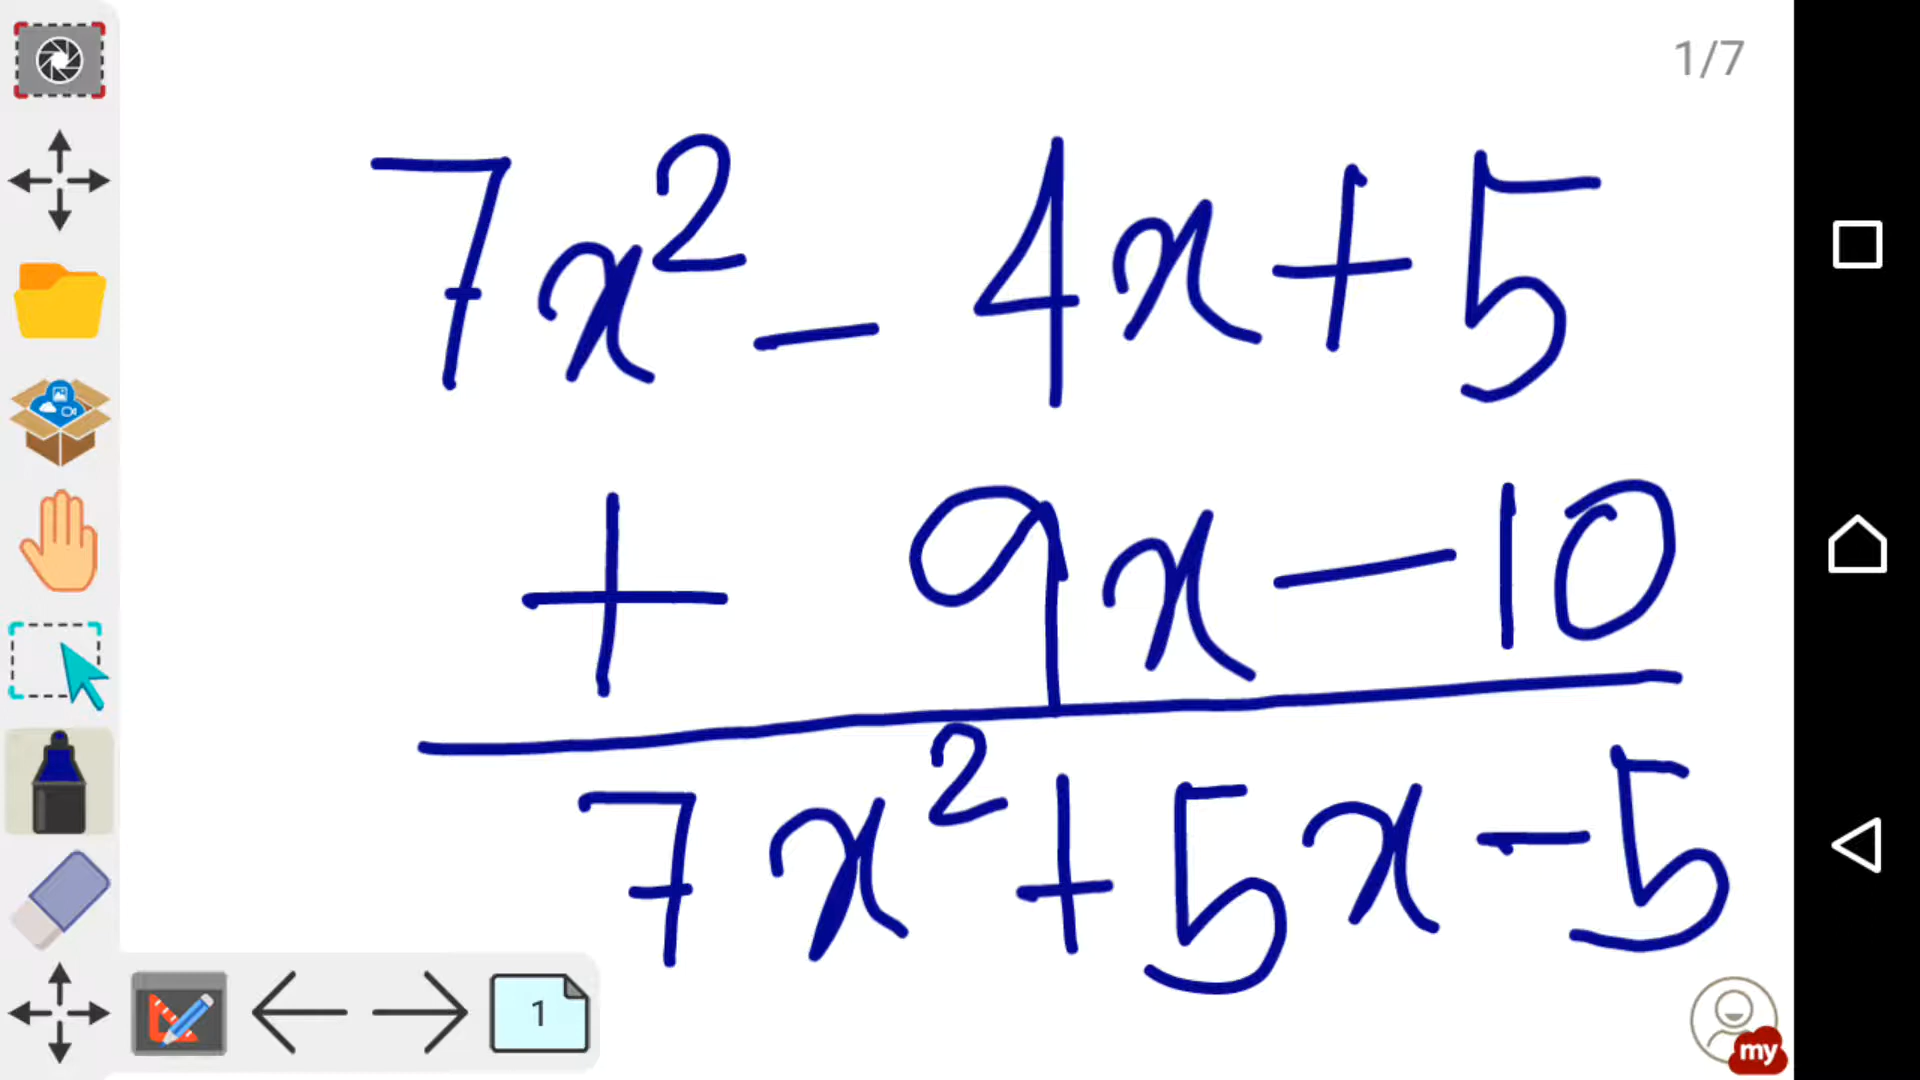 1/7
7x² - 4x + 5
+ 9x - 10
7x² + 5x - 5
1
my